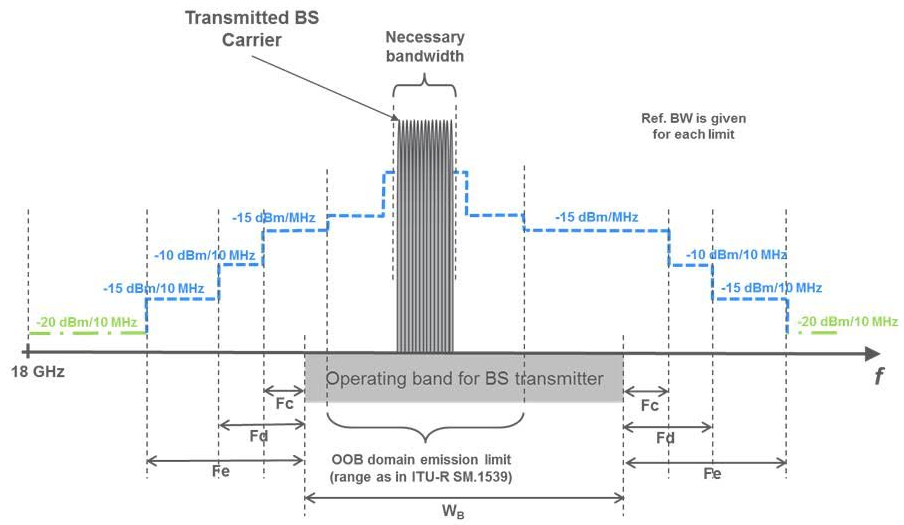 Transmitted BS
Carrier
Necessary
bandwidth
Ref. BW is given
for each limit
-15 dBm/MHz
-15 dBm/MHz
-10 dBm/10 MHz
-10 dBm/10 MHz
-15 dBm/10 MHz
-15 dBm/10 MHz
-20 dBm/10 MHz
-20 dBm/10 MHz
18 GHz
f
Operating band for BS transmitter
Fc
Fc
Fd
Fd
Fe
Fe
OOB domain emission limit
(range as in ITU-R SM.1539)
WB